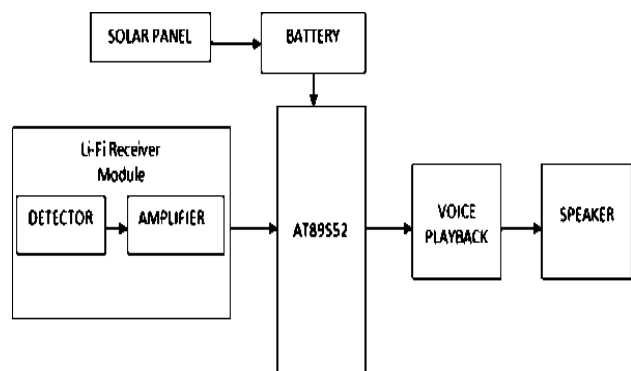 SOLAR PANEL
BATTERY
Li-Fi Receiver
Module
DETECTOR
AMPLIFIER
AT89S52
VOICE
PLAYBACK
SPEAKER